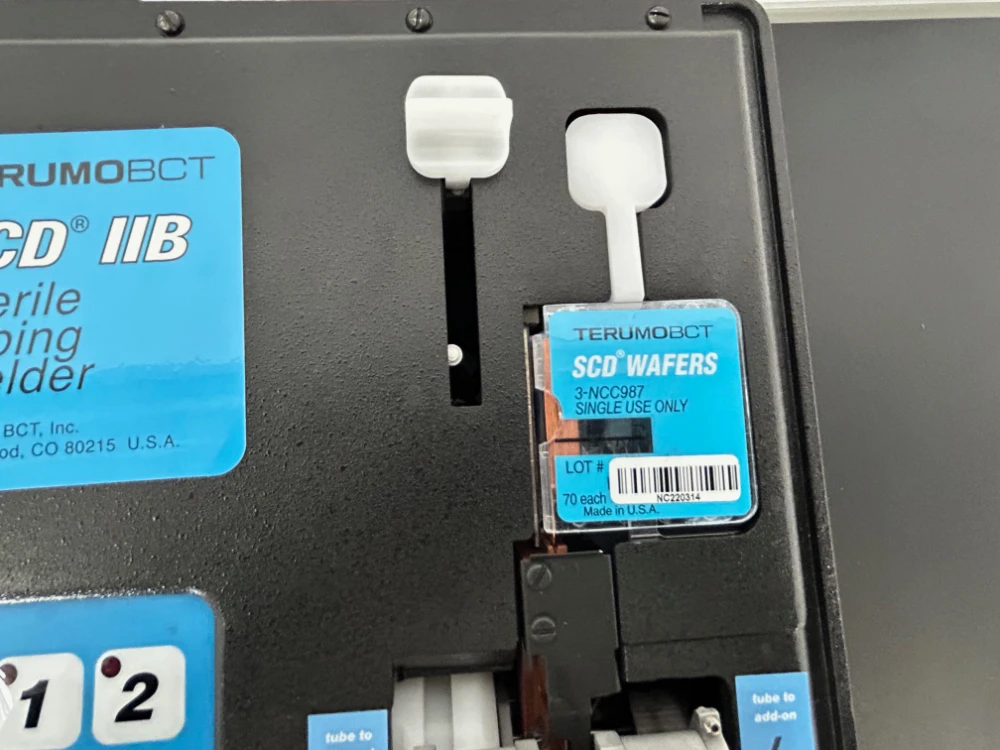 RUMOBCT
CD® IIB
erile
bing
elder
BCT, Inc.
od, CO 80215 U.S.A.
TERUMOBCT
SCD® WAFERS
3-NCC987
SINGLE USE ONLY
LOT #
NC220314
70 each
Made in U.S.A.
1
2
tube to
tube to
add-on